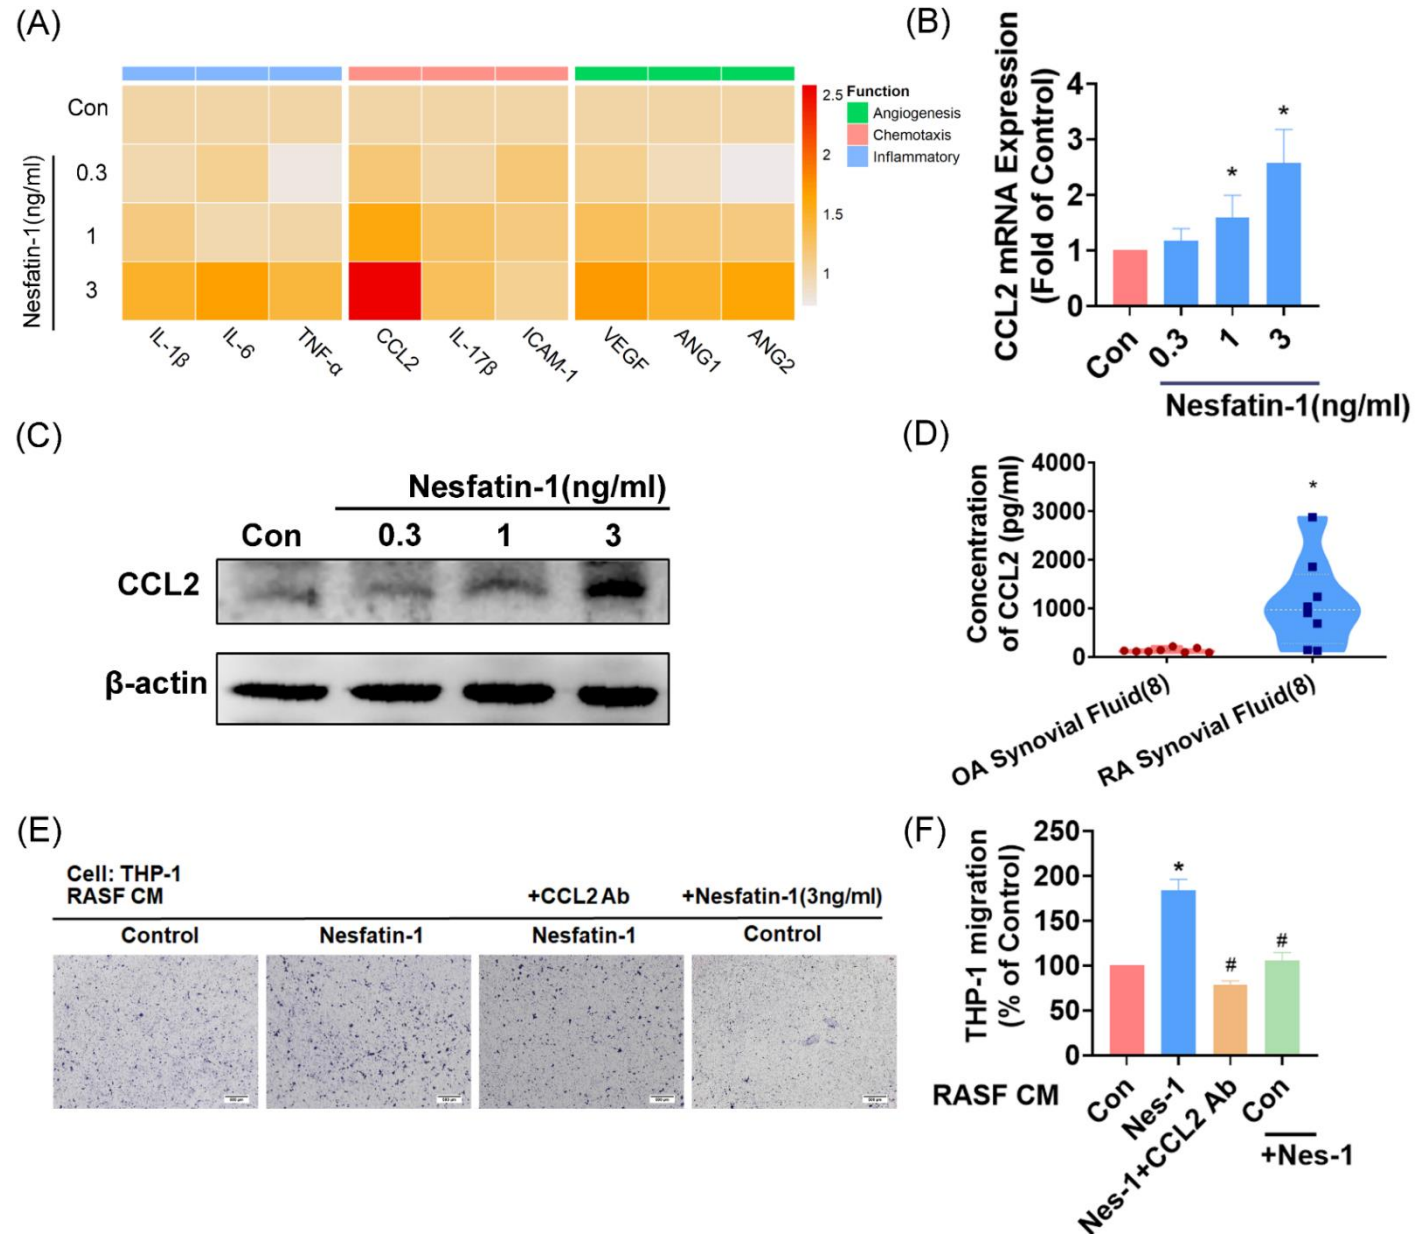 (A)
Con
0.3
1
3
Nesfatin-1(ng/ml)
IL-1β
IL-6
TNF-α
CCL2
IL-17β
ICAM-1
VEGF
ANG1
ANG2
2.5
2
1.5
1
Function
Angiogenesis
Chemotaxis
Inflammatory
(B)
CCL2 mRNA Expression
(Fold of Control)
4
3
2
1
0
*
*
Con
0.3
1
3
Nesfatin-1(ng/ml)
(C)
Nesfatin-1(ng/ml)
Con 0.3 1 3
CCL2
β-actin
(D)
Concentration
of CCL2 (pg/ml)
4000
3000
2000
1000
0
*
OA Synovial Fluid(8)
RA Synovial Fluid(8)
(E)
Cell: THP-1
RASF CM +CCL2 Ab +Nesfatin-1(3ng/ml)
Control Nesfatin-1 Nesfatin-1 Control
(F)
THP-1 migration
(% of Control)
250
200
150
100
50
0
*
#
#
RASF CM
Con
Nes-1
Nes-1+CCL2 Ab
Con
+Nes-1